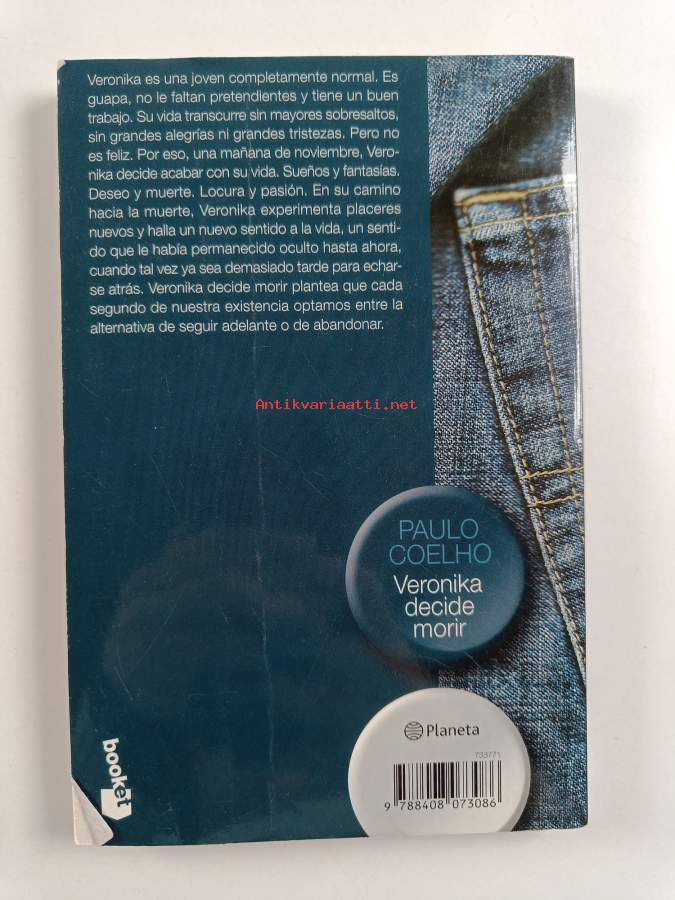 Veronika es una joven completamente normal. Es
guapa, no le faltan pretendientes y tiene un buen
trabajo. Su vida transcurre sin mayores sobresaltos,
sin grandes alegrías ni grandes tristezas. Pero no
es feliz. Por eso, una mañana de noviembre, Vero-
nika decide acabar con su vida. Sueños y fantasías.
Deseo y muerte. Locura y pasión. En su camino
hacia la muerte, Veronika experimenta placeres
nuevos y halla un nuevo sentido a la vida, un senti-
do que le había permanecido oculto hasta ahora,
cuando tal vez ya sea demasiado tarde para echar-
se atrás. Veronika decide morir plantea que cada
segundo de nuestra existencia optamos entre la
alternativa de seguir adelante o de abandonar.
Antikvariaatti.net
PAULO
COELHO
Veronika
decide
morir
Planeta
733771
9 788408 073086
booket